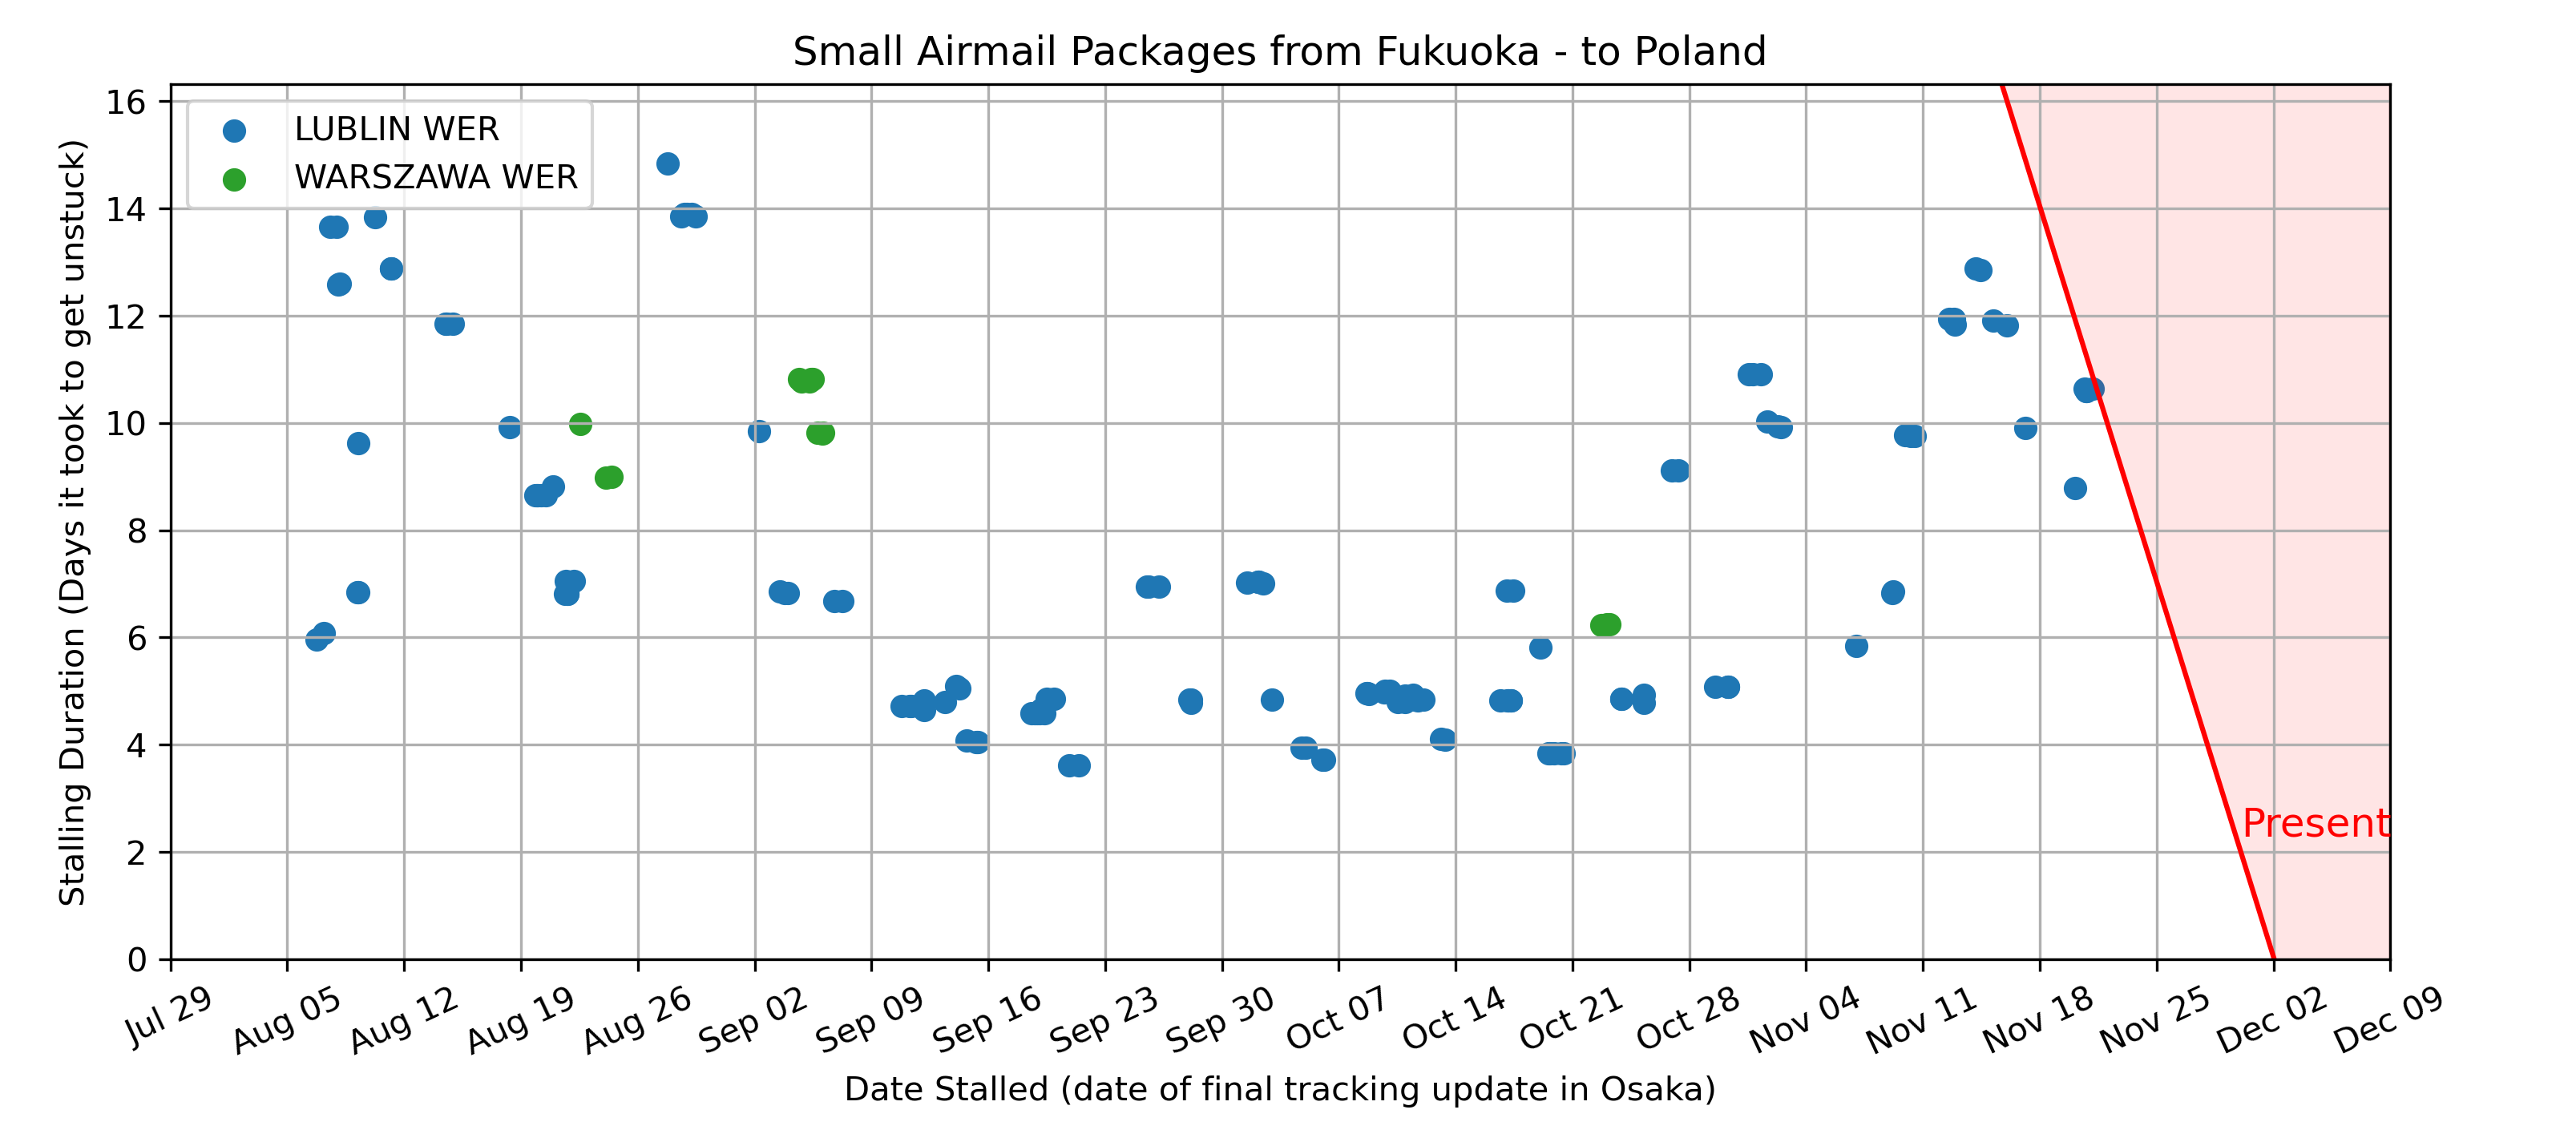 Small Airmail Packages from Fukuoka - to Poland
LUBLIN WER
WARSZAWA WER
Stalling Duration (Days it took to get unstuck)
16
14
12
10
8
6
4
2
0
Present
Jul 29
Aug 05
Aug 12
Aug 19
Aug 26
Sep 02
Sep 09
Sep 16
Sep 23
Sep 30
Oct 07
Oct 14
Oct 21
Oct 28
Nov 04
Nov 11
Nov 18
Nov 25
Dec 02
Dec 09
Date Stalled (date of final tracking update in Osaka)